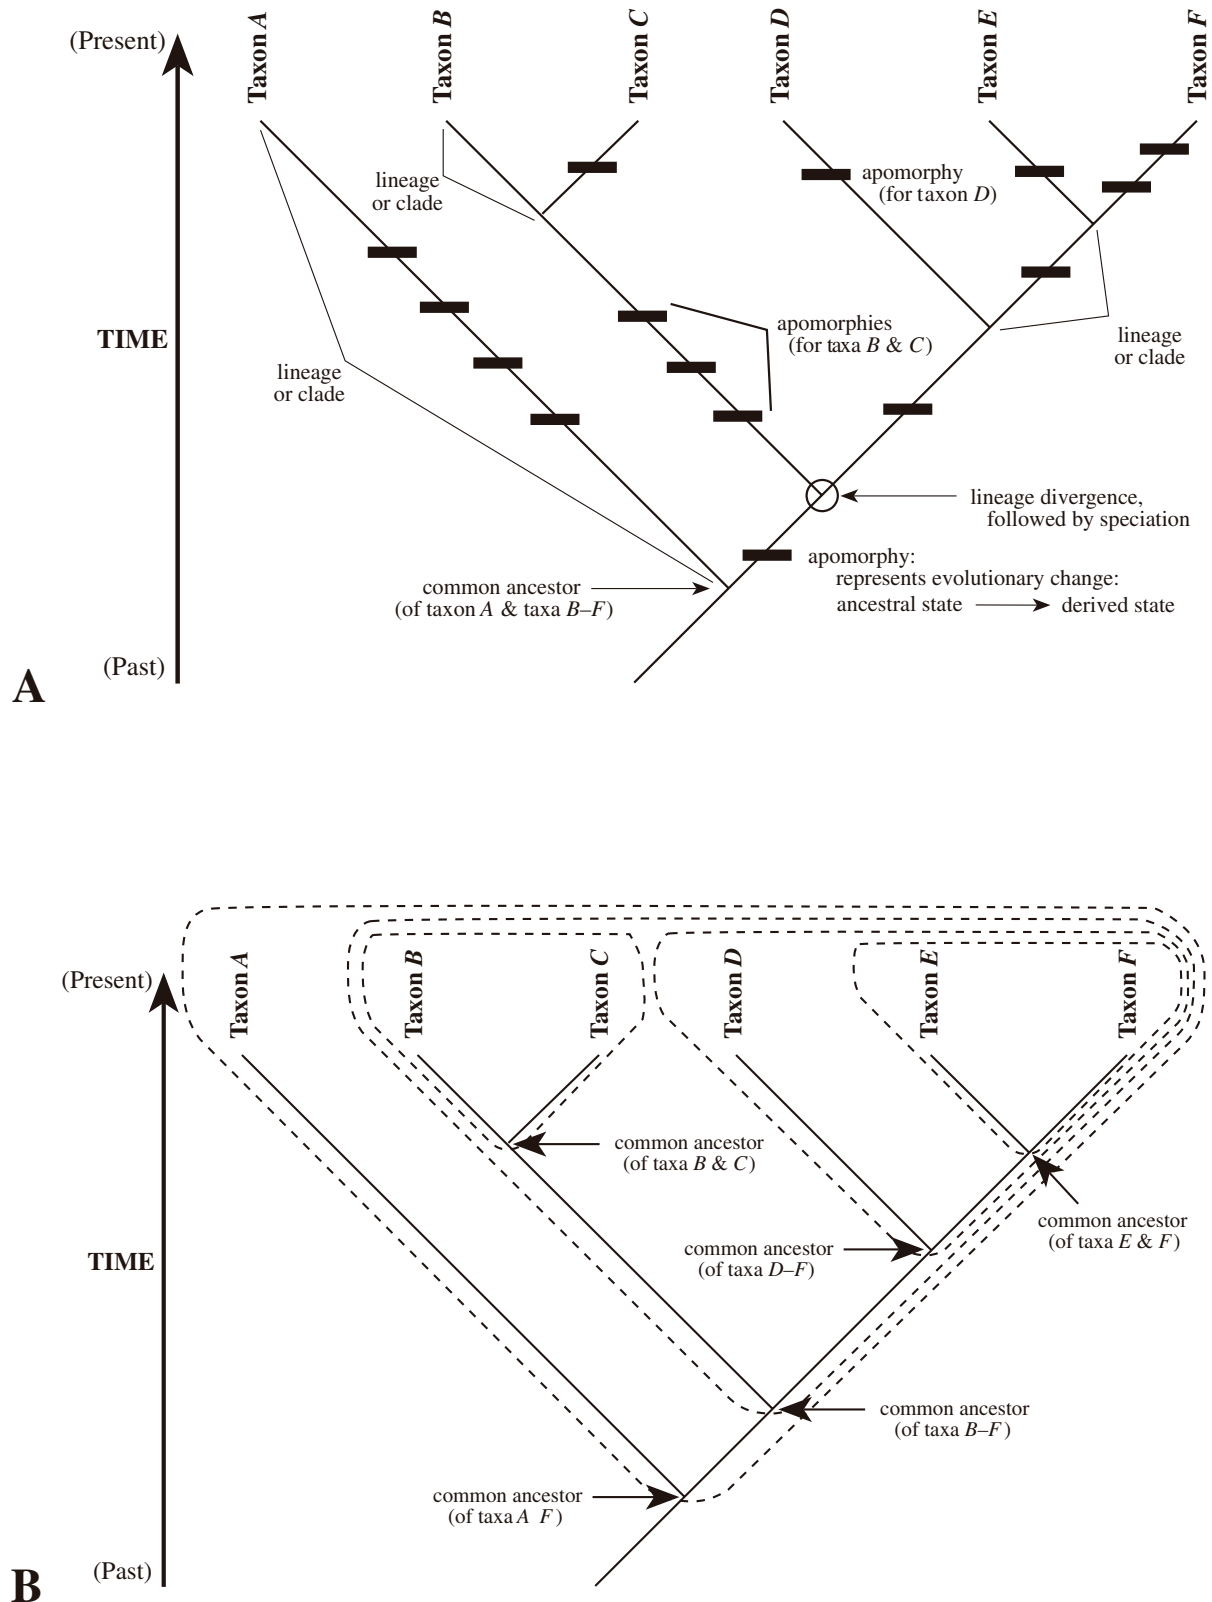 (Present)
Taxon A
Taxon B
Taxon C
Taxon D
Taxon E
Taxon F
lineage
or clade
apomorphy
(for taxon D)
apomorphies
(for taxa B & C)
TIME
lineage
or clade
lineage
or clade
lineage divergence,
followed by speciation
apomorphy:
represents evolutionary change:
ancestral state
derived state
common ancestor
(of taxon A & taxa B–F)
(Past)
A
(Present)
Taxon A
Taxon B
Taxon C
Taxon D
Taxon E
Taxon F
common ancestor
(of taxa B & C)
common ancestor
(of taxa E & F)
common ancestor
(of taxa D–F)
TIME
common ancestor
(of taxa B–F)
common ancestor
(of taxa A F)
(Past)
B